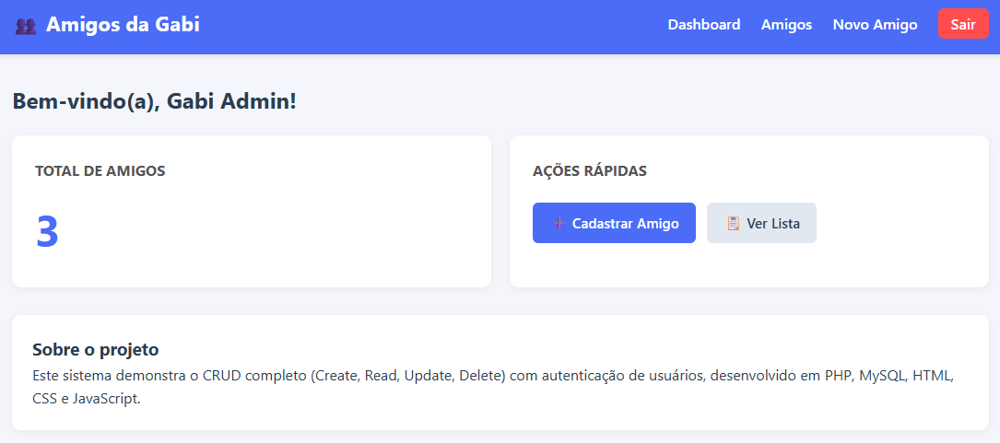 Amigos da Gabi
Dashboard
Amigos
Novo Amigo
Sair
Bem-vindo(a), Gabi Admin!
TOTAL DE AMIGOS
3
AÇÕES RÁPIDAS
Cadastrar Amigo
Ver Lista
Sobre o projeto
Este sistema demonstra o CRUD completo (Create, Read, Update, Delete) com autenticação de usuários, desenvolvido em PHP, MySQL, HTML,
CSS e JavaScript.